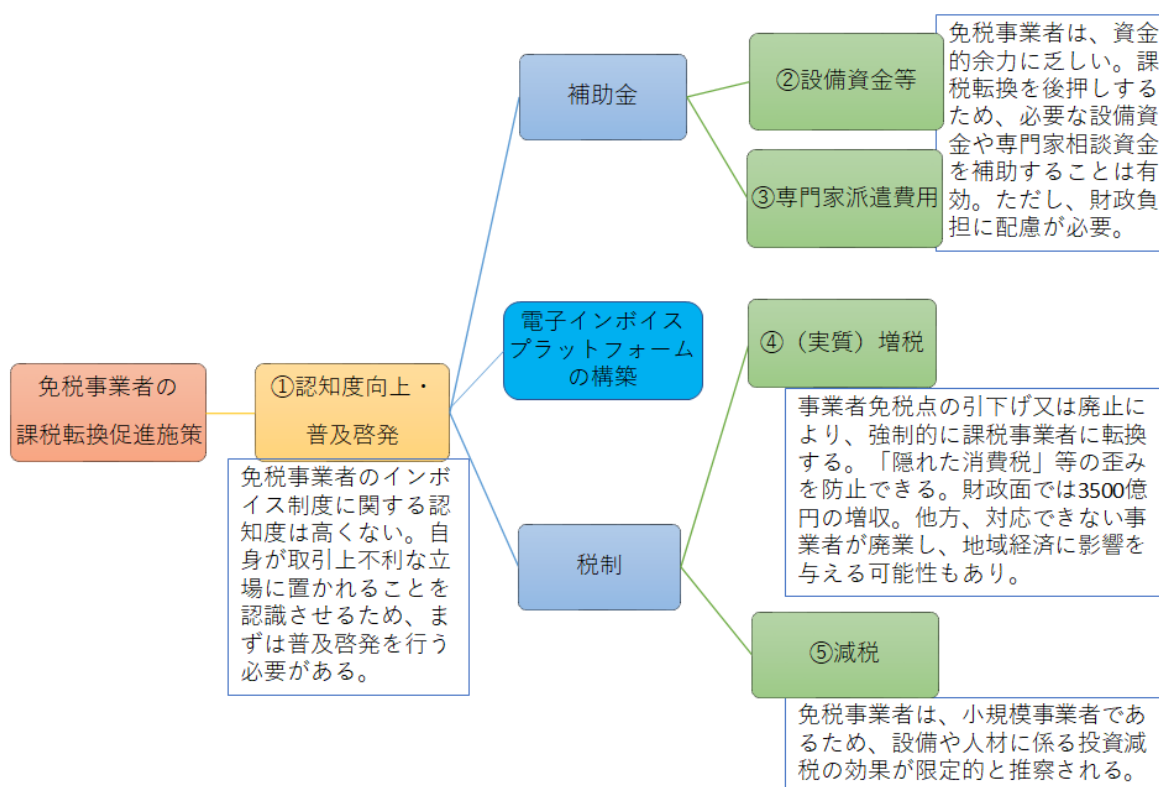 免税事業者の
課税転換促進施策
①認知度向上・
普及啓発
免税事業者のインボ
イス制度に関する認
知度は高くない。自
身が取引上不利な立
場に置かれることを
認識させるため、ま
ずは普及啓発を行う
必要がある。
補助金
②設備資金等
③専門家派遣費用
免税事業者は、資金
的余力に乏しい。課
税転換を後押しする
ため、必要な設備資
金や専門家相談資金
を補助することは有
効。ただし、財政負
担に配慮が必要。
電子インボイス
プラットフォーム
の構築
税制
④（実質）増税
事業者免税点の引下げ又は廃止に
より、強制的に課税事業者に転換
する。「隠れた消費税」等の歪み
を防止できる。財政面では3500億
円の増収。他方、対応できない事
業者が廃業し、地域経済に影響を
与える可能性もあり。
⑤減税
免税事業者は、小規模事業者であ
るため、設備や人材に係る投資減
税の効果が限定的と推察される。